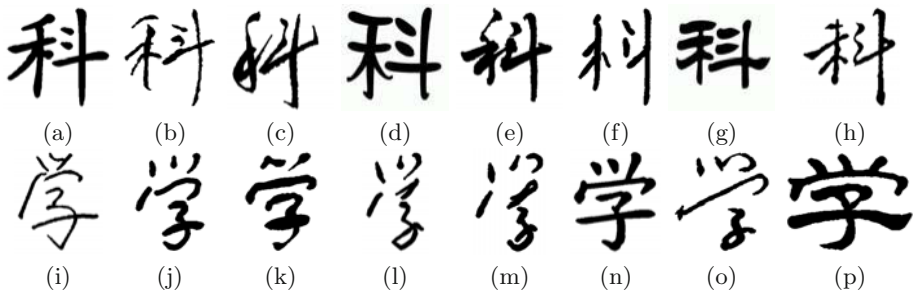 科 科 科 科 科 科 科 科
(a) (b) (c) (d) (e) (f) (g) (h)
学 学 学 学 学 学 学 学
(i) (j) (k) (l) (m) (n) (o) (p)